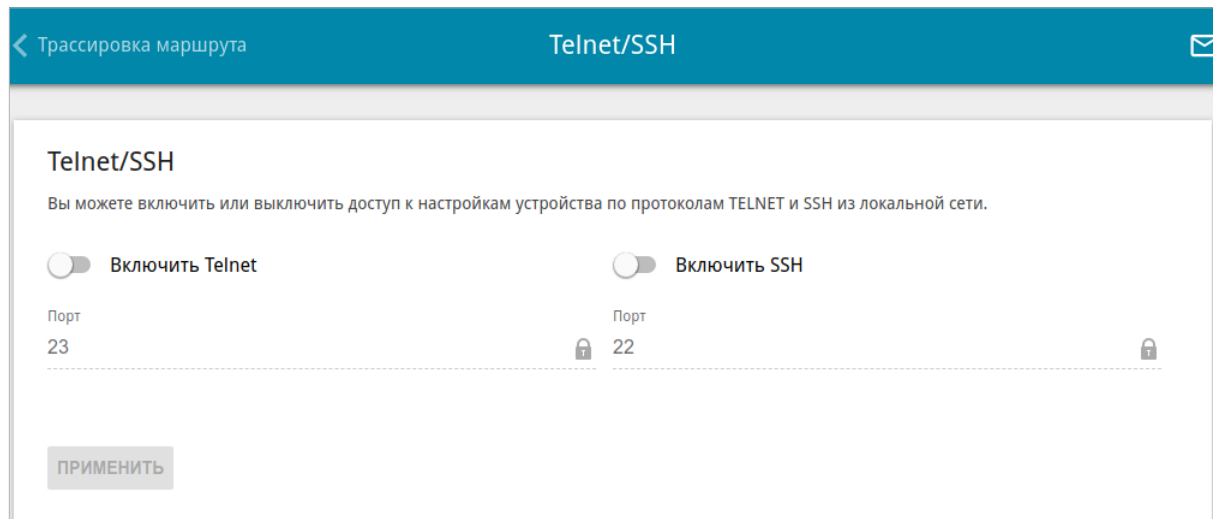 Трассировка маршрута
Telnet/SSH
Telnet/SSH
Вы можете включить или выключить доступ к настройкам устройства по протоколам TELNET и SSH из локальной сети.
Включить Telnet
Включить SSH
Порт
Порт
23
22
ПРИМЕНИТЬ